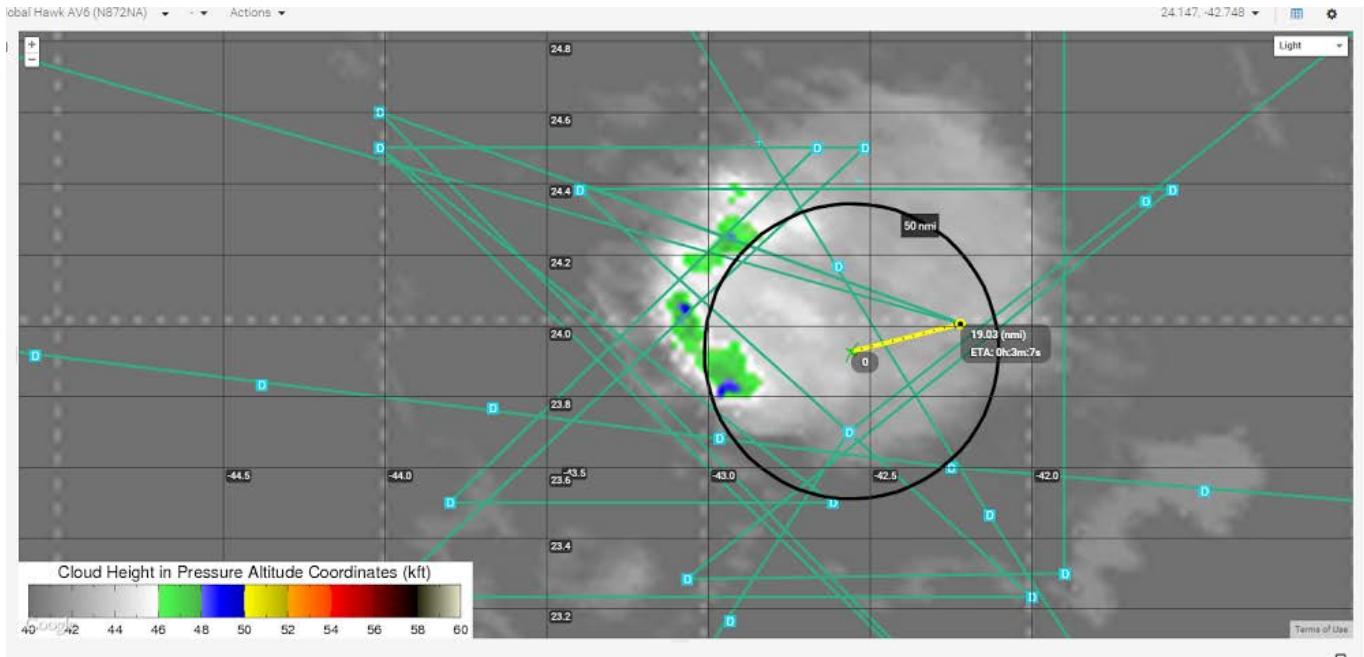 obal Hawk AV6 (N872NA) - Actions 24.147, -42.748
+
−
Light
24.8
24.6
D
D D D
24.4 D D
D
50 nmi
24.2
D
24.0
19.03 (nmi)
ETA: 0h:3m:7s
0
D
D
D
23.8
D
D
D
-44.5 -44.0 -43.5 -43.0 -42.5 -42.0
23.6
D
D D
D
23.4
D D
D
D
23.2
Cloud Height in Pressure Altitude Coordinates (kft)
40 42 44 46 48 50 52 54 56 58 60
Google
Terms of Use